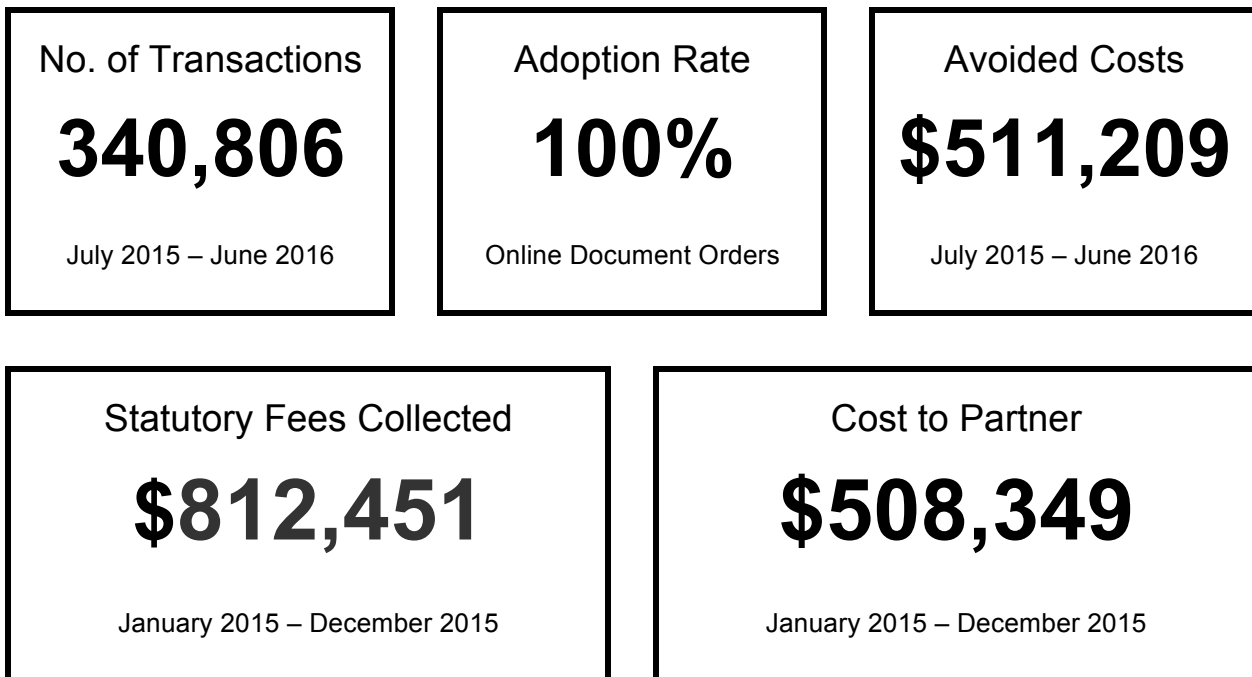 No. of Transactions
340,806
July 2015 – June 2016
Adoption Rate
100%
Online Document Orders
Avoided Costs
$511,209
July 2015 – June 2016
Statutory Fees Collected
$812,451
January 2015 – December 2015
Cost to Partner
$508,349
January 2015 – December 2015